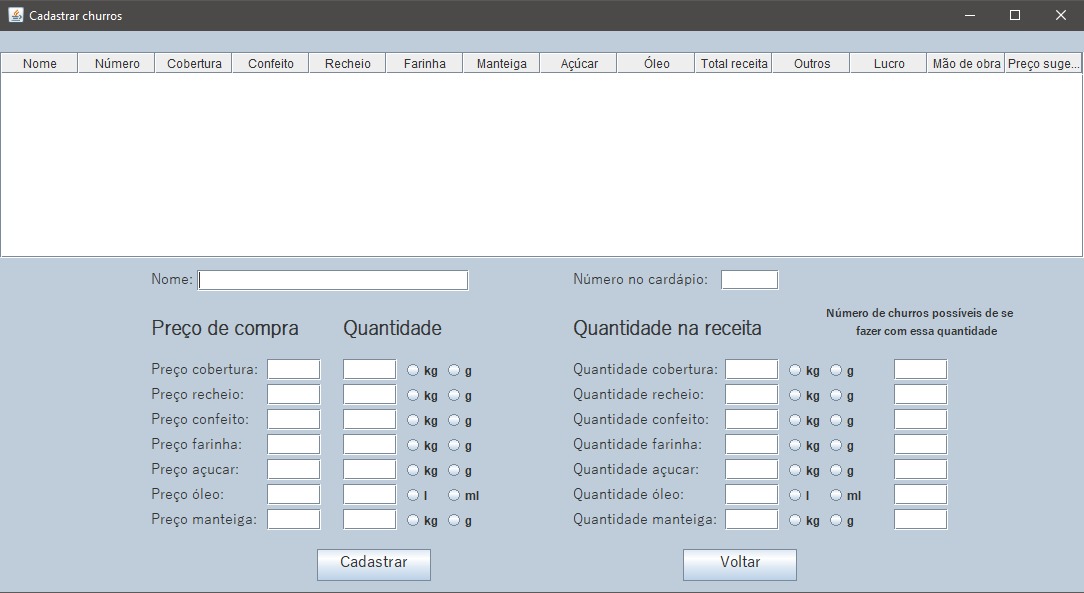 Cadastrar churros
Nome Número Cobertura Confeito Recheio Farinha Manteiga Açúcar Óleo Total receita Outros Lucro Mão de obra Preço suge...
Nome: Número no cardápio:
Preço de compra Quantidade Quantidade na receita Número de churros possíveis de se
fazer com essa quantidade
Preço cobertura: kg g Quantidade cobertura: kg g
Preço recheio: kg g Quantidade recheio: kg g
Preço confeito: kg g Quantidade confeito: kg g
Preço farinha: kg g Quantidade farinha: kg g
Preço açucar: kg g Quantidade açucar: kg g
Preço óleo: l ml Quantidade óleo: l ml
Preço manteiga: kg g Quantidade manteiga: kg g
Cadastrar Voltar